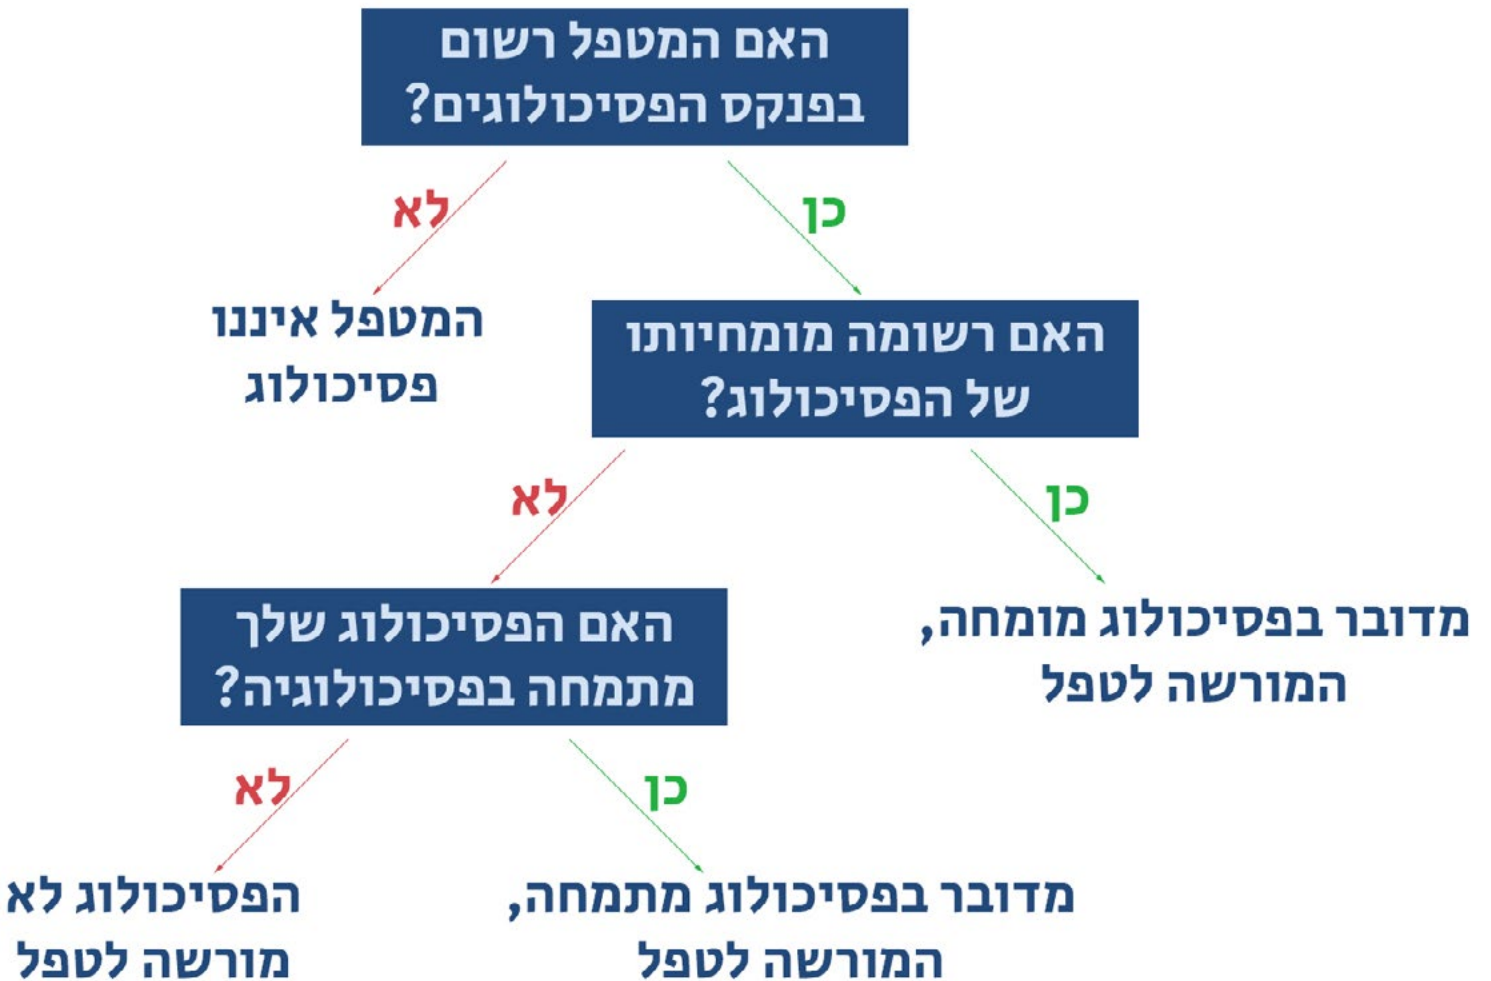 האם המטפל רשום
בפנקס הפסיכולוגים?
כן
לא
האם רשומה מומחיותו
של הפסיכולוג?
המטפל איננו
פסיכולוג
כן
לא
מדובר בפסיכולוג מומחה,
המורשה לטפל
האם הפסיכולוג שלך
מתמחה בפסיכולוגיה?
כן
לא
מדובר בפסיכולוג מתמחה,
המורשה לטפל
הפסיכולוג לא
מורשה לטפל